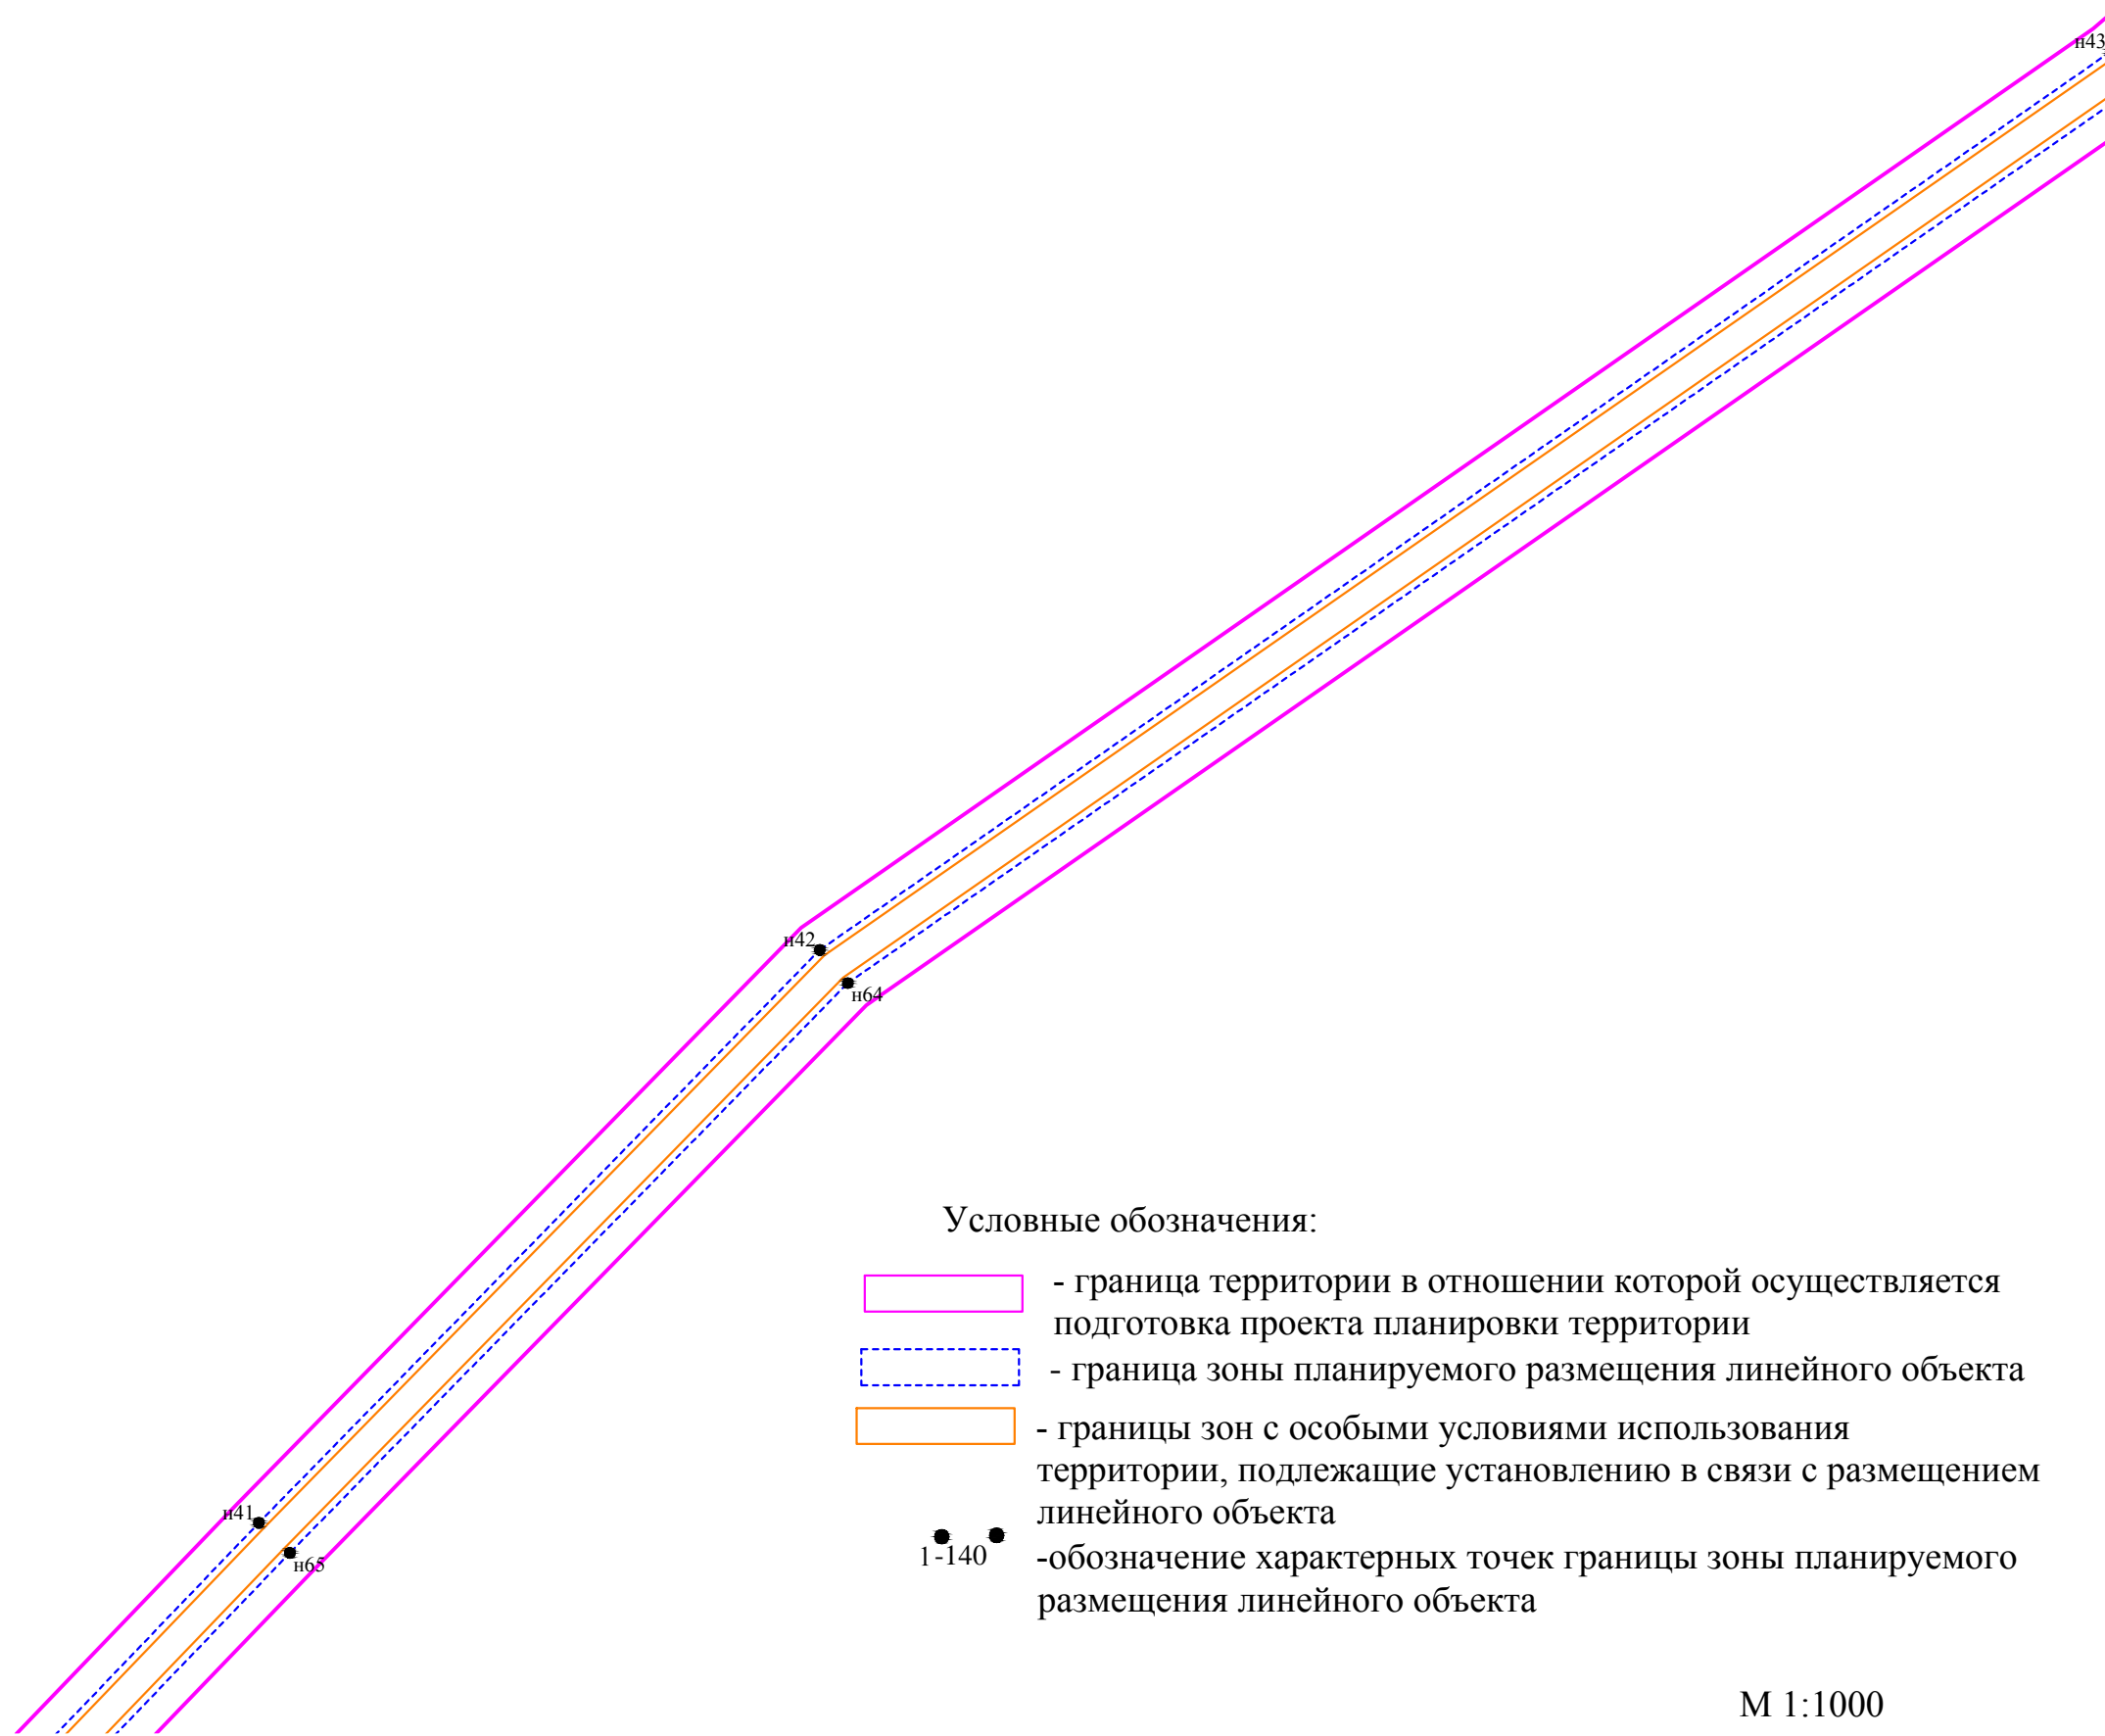 н43
н42
н64
н41
н65
Условные обозначения:
- граница территории в отношении которой осуществляется
подготовка проекта планировки территории
- граница зоны планируемого размещения линейного объекта
- границы зон с особыми условиями использования
территории, подлежащие установлению в связи с размещением
линейного объекта
1-140
-обозначение характерных точек границы зоны планируемого
размещения линейного объекта
М 1:1000